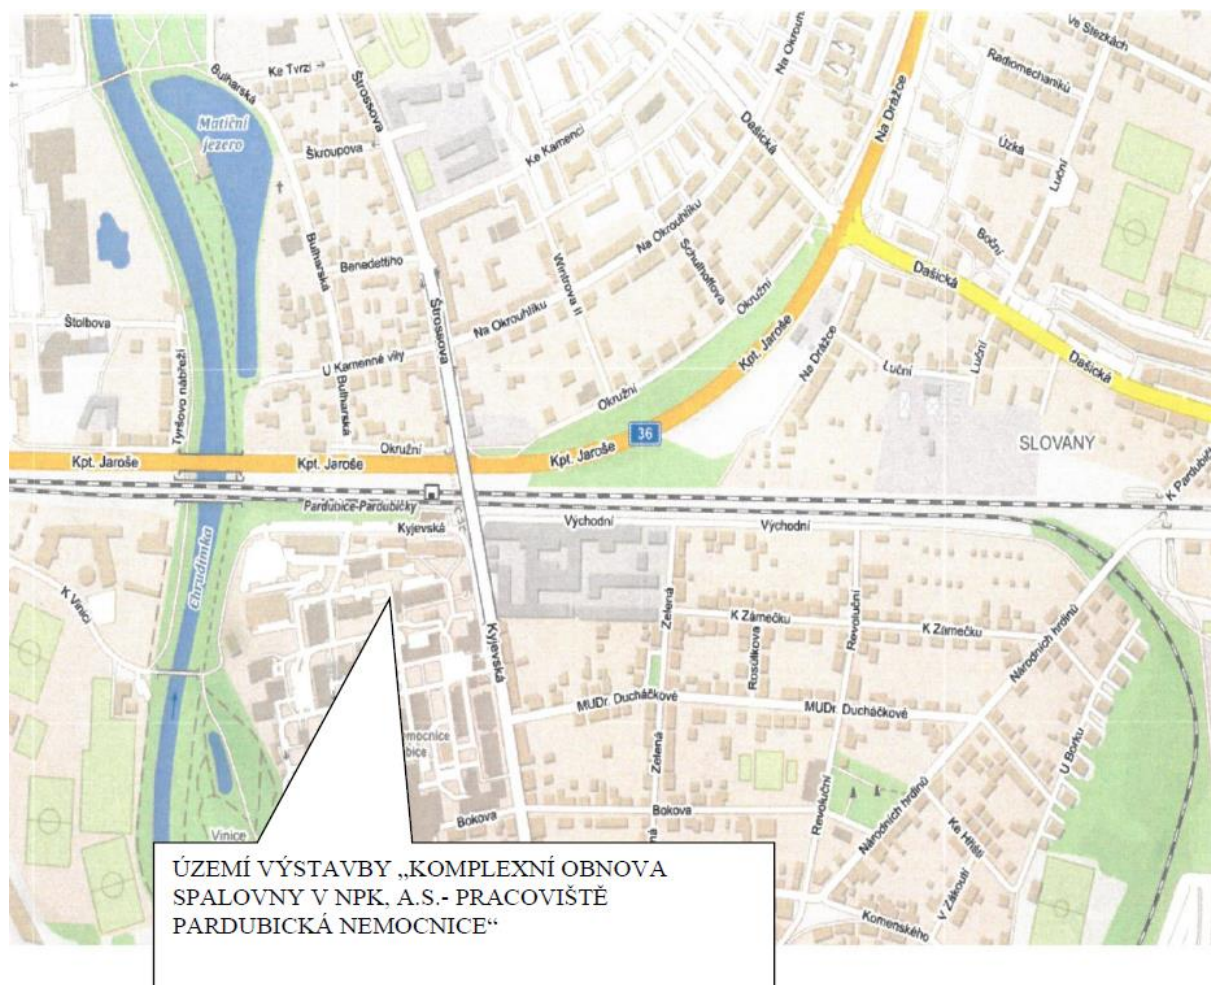 Ve Stezkách
Na Okrouhlíku
Bulharská
Ke Tvrzi
Štrossova
Na Drážce
Radiomechaniků
Matiční
jezero
Škroupova
Ke Kamenci
Dašická
Úzká
Luční
Bulharská
Benedettiho
Wintrova II
Na Okrouhlíku
Schulhoffova
Boční
Štrossova
Okružní
Dašická
Štolbova
Tyršovo nábřeží
Na Okrouhlíku
Kpt. Jaroše
Na Drážce
U Kamenné vily
Bulharská
Okružní
Luční
Luční
Dašická
36
SLOVANY
Kpt. Jaroše
Kpt. Jaroše
Okružní
Kpt. Jaroše
Pardubice-Pardubičky
Kyjevská
Východní
Východní
Chrudimka
K Vinici
Kyjevská
Zelená
K Zámečku
Rosůlkova
Revoluční
K Zámečku
Národních hrdinů
MUDr. Ducháčkové
MUDr. Ducháčkové
Zelená
U Borku
Vinice
Bokova
Bokova
Revoluční
Národních hrdinů
Ke Hřišti
V Zákoutí
Komenského
ÚZEMÍ VÝSTAVBY „KOMPLEXNÍ OBNOVA
SPALOVNY V NPK, A.S.- PRACOVIŠTĚ
PARDUBICKÁ NEMOCNICE“